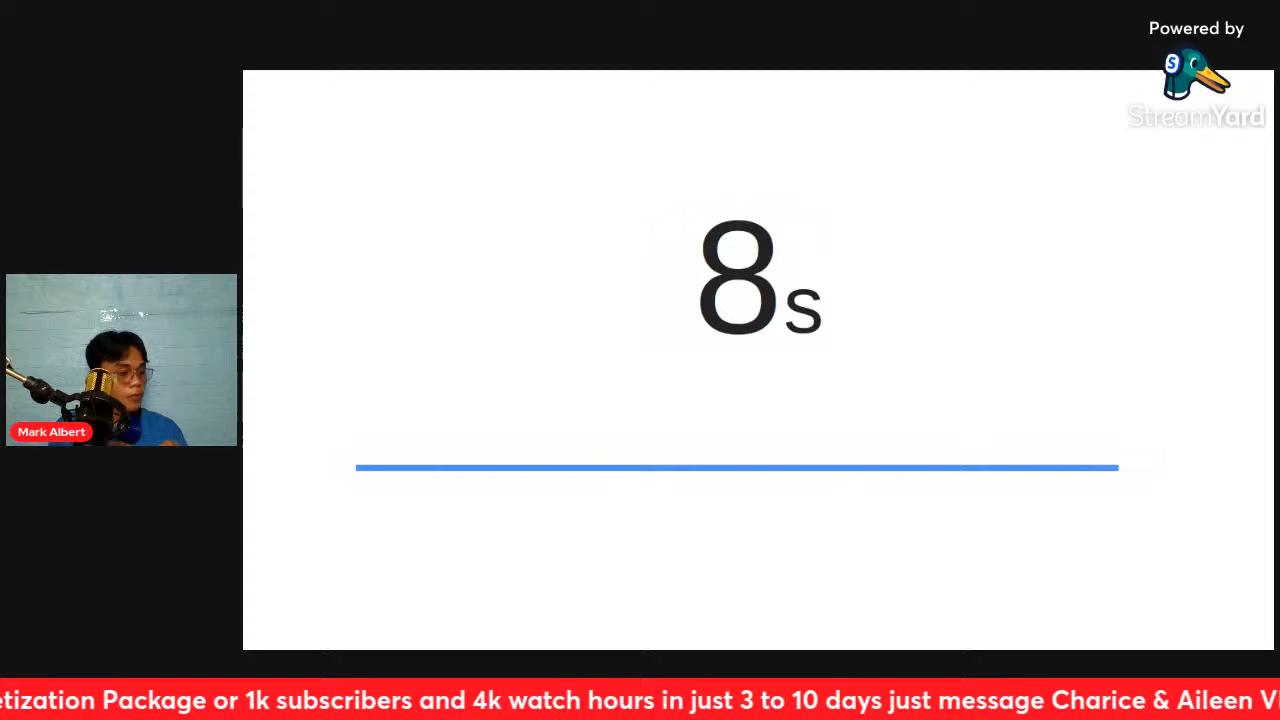 Powered by
S
StreamYard
8s
Mark Albert
etization Package or 1k subscribers and 4k watch hours in just 3 to 10 days just message Charice & Aileen V